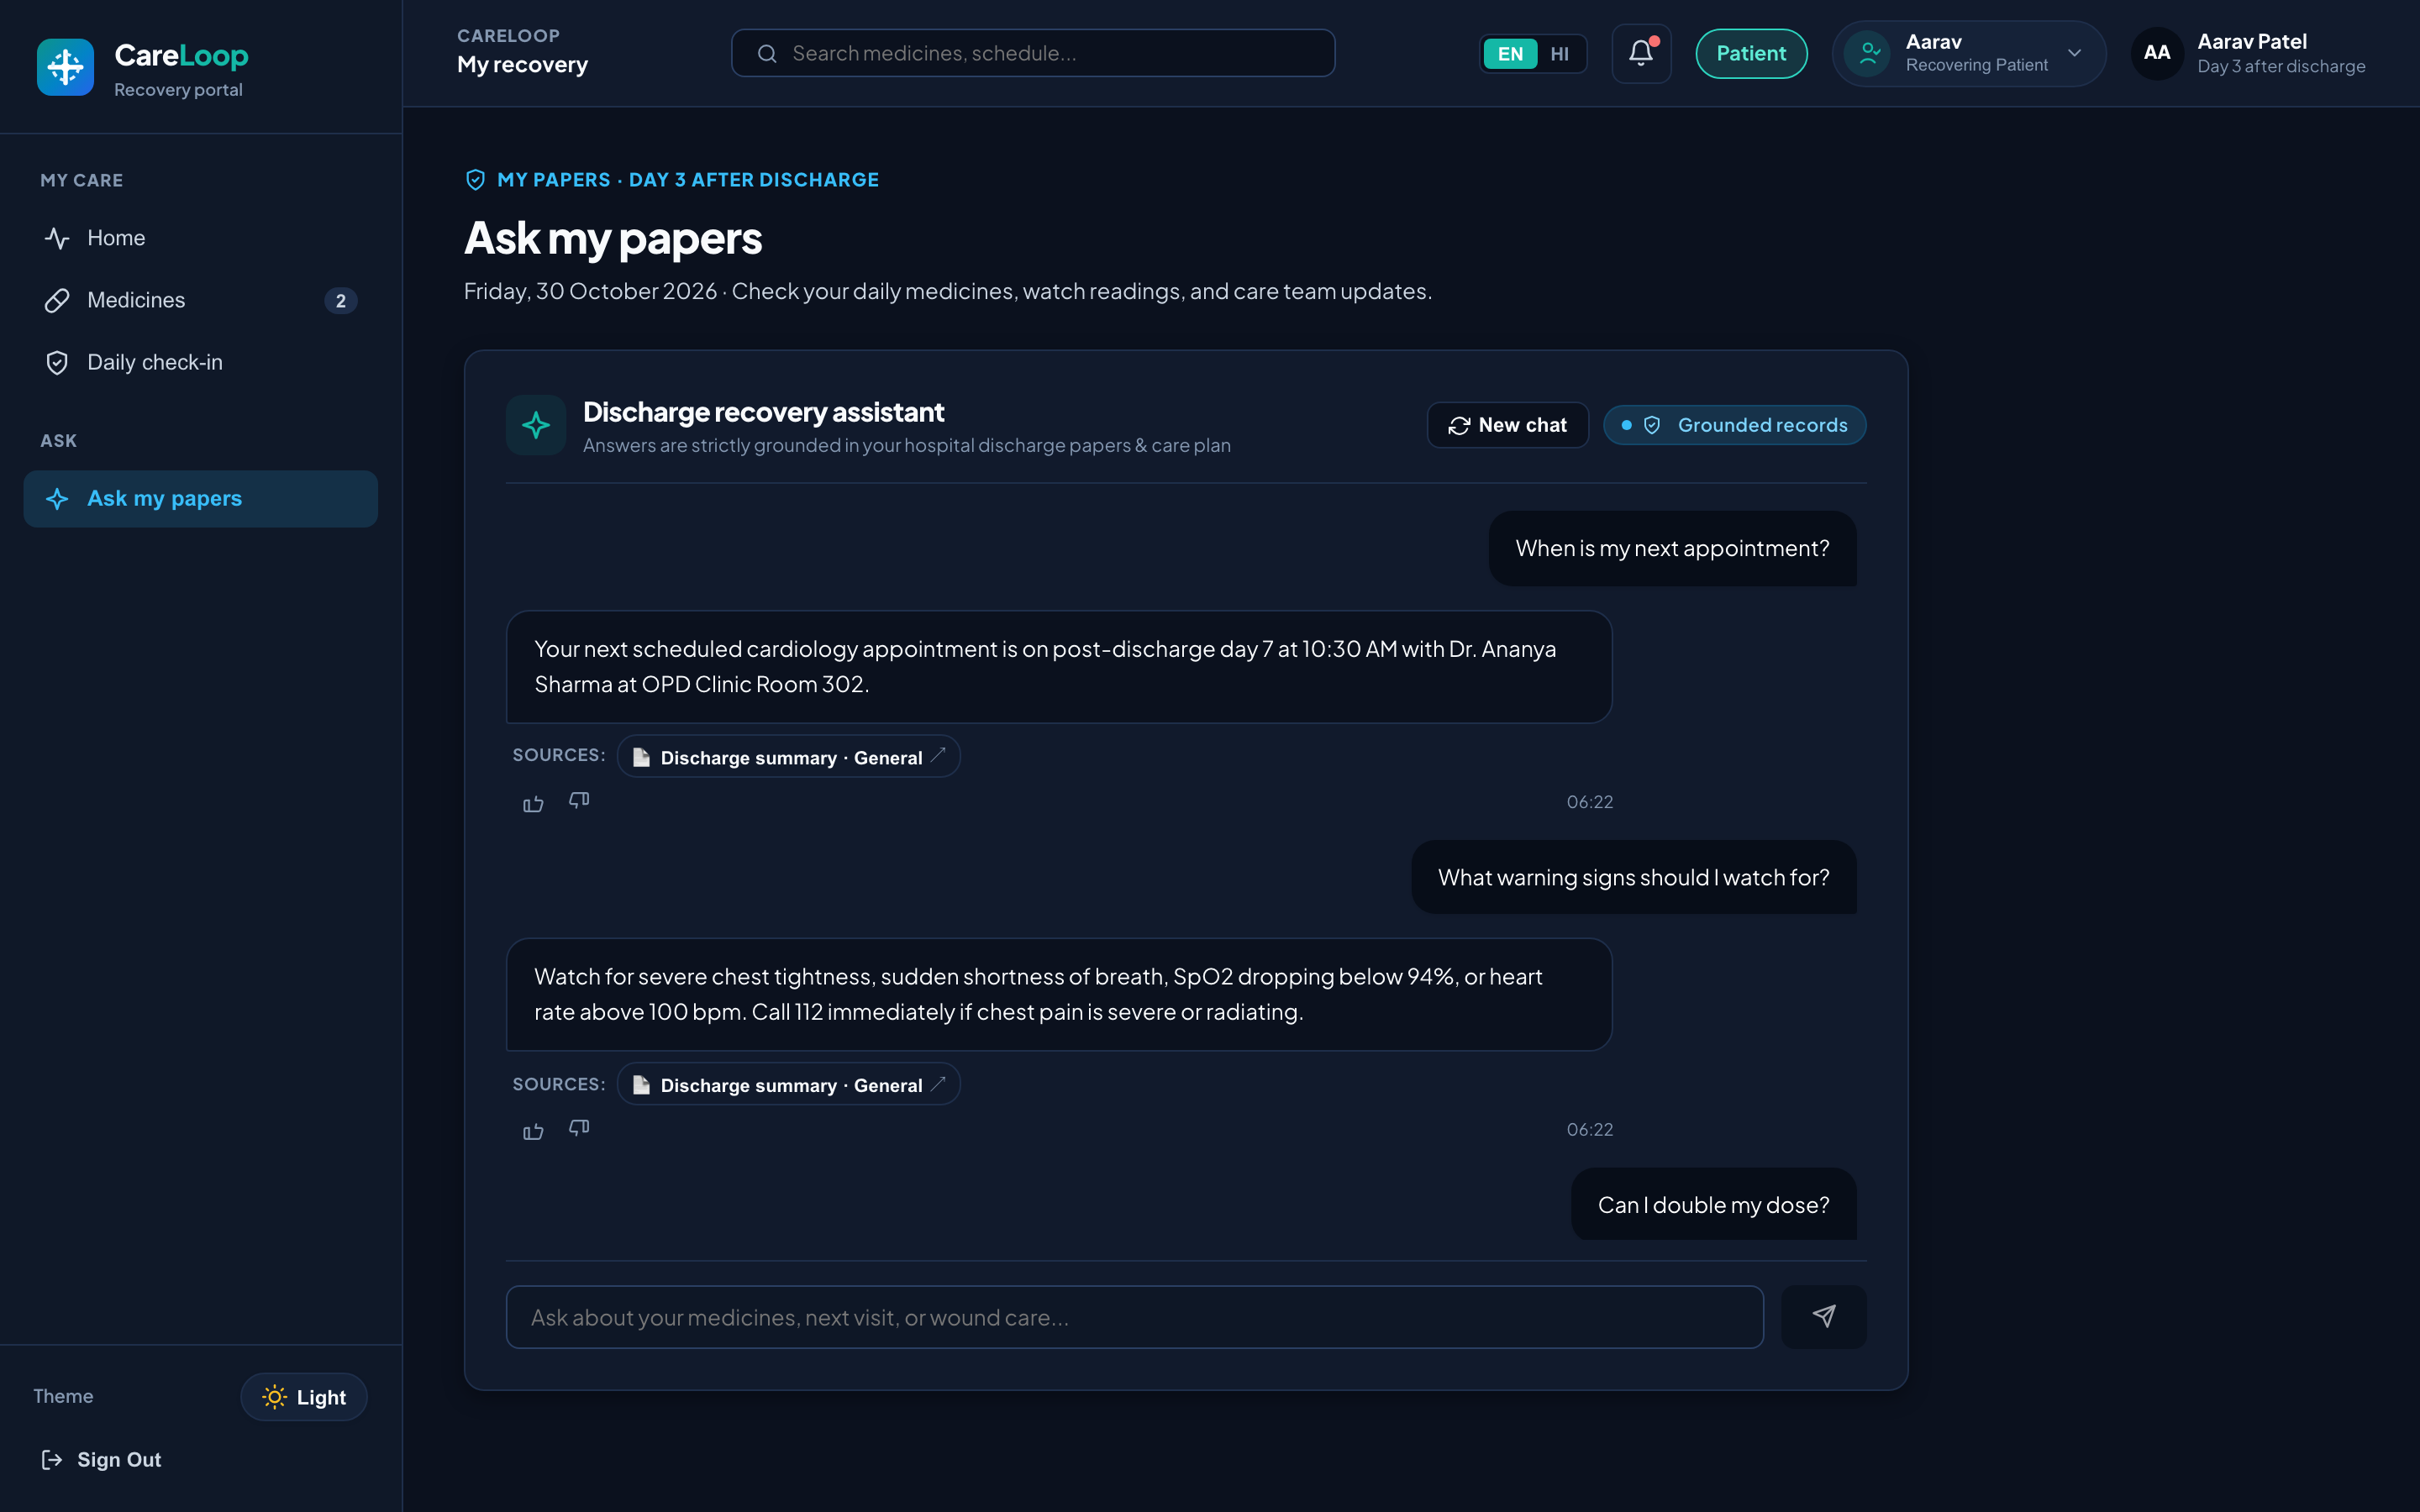 CareLoop
Recovery portal
MY CARE
Home
Medicines 2
Daily check-in
ASK
Ask my papers
Theme Light
Sign Out
CARELOOP
My recovery
Search medicines, schedule...
EN HI
Patient
Aarav
Recovering Patient
AA
Aarav Patel
Day 3 after discharge
MY PAPERS · DAY 3 AFTER DISCHARGE
Ask my papers
Friday, 30 October 2026 · Check your daily medicines, watch readings, and care team updates.
Discharge recovery assistant
Answers are strictly grounded in your hospital discharge papers & care plan
New chat
Grounded records
When is my next appointment?
Your next scheduled cardiology appointment is on post-discharge day 7 at 10:30 AM with Dr. Ananya
Sharma at OPD Clinic Room 302.
SOURCES: Discharge summary · General ↗
06:22
What warning signs should I watch for?
Watch for severe chest tightness, sudden shortness of breath, SpO2 dropping below 94%, or heart
rate above 100 bpm. Call 112 immediately if chest pain is severe or radiating.
SOURCES: Discharge summary · General ↗
06:22
Can I double my dose?
Ask about your medicines, next visit, or wound care...